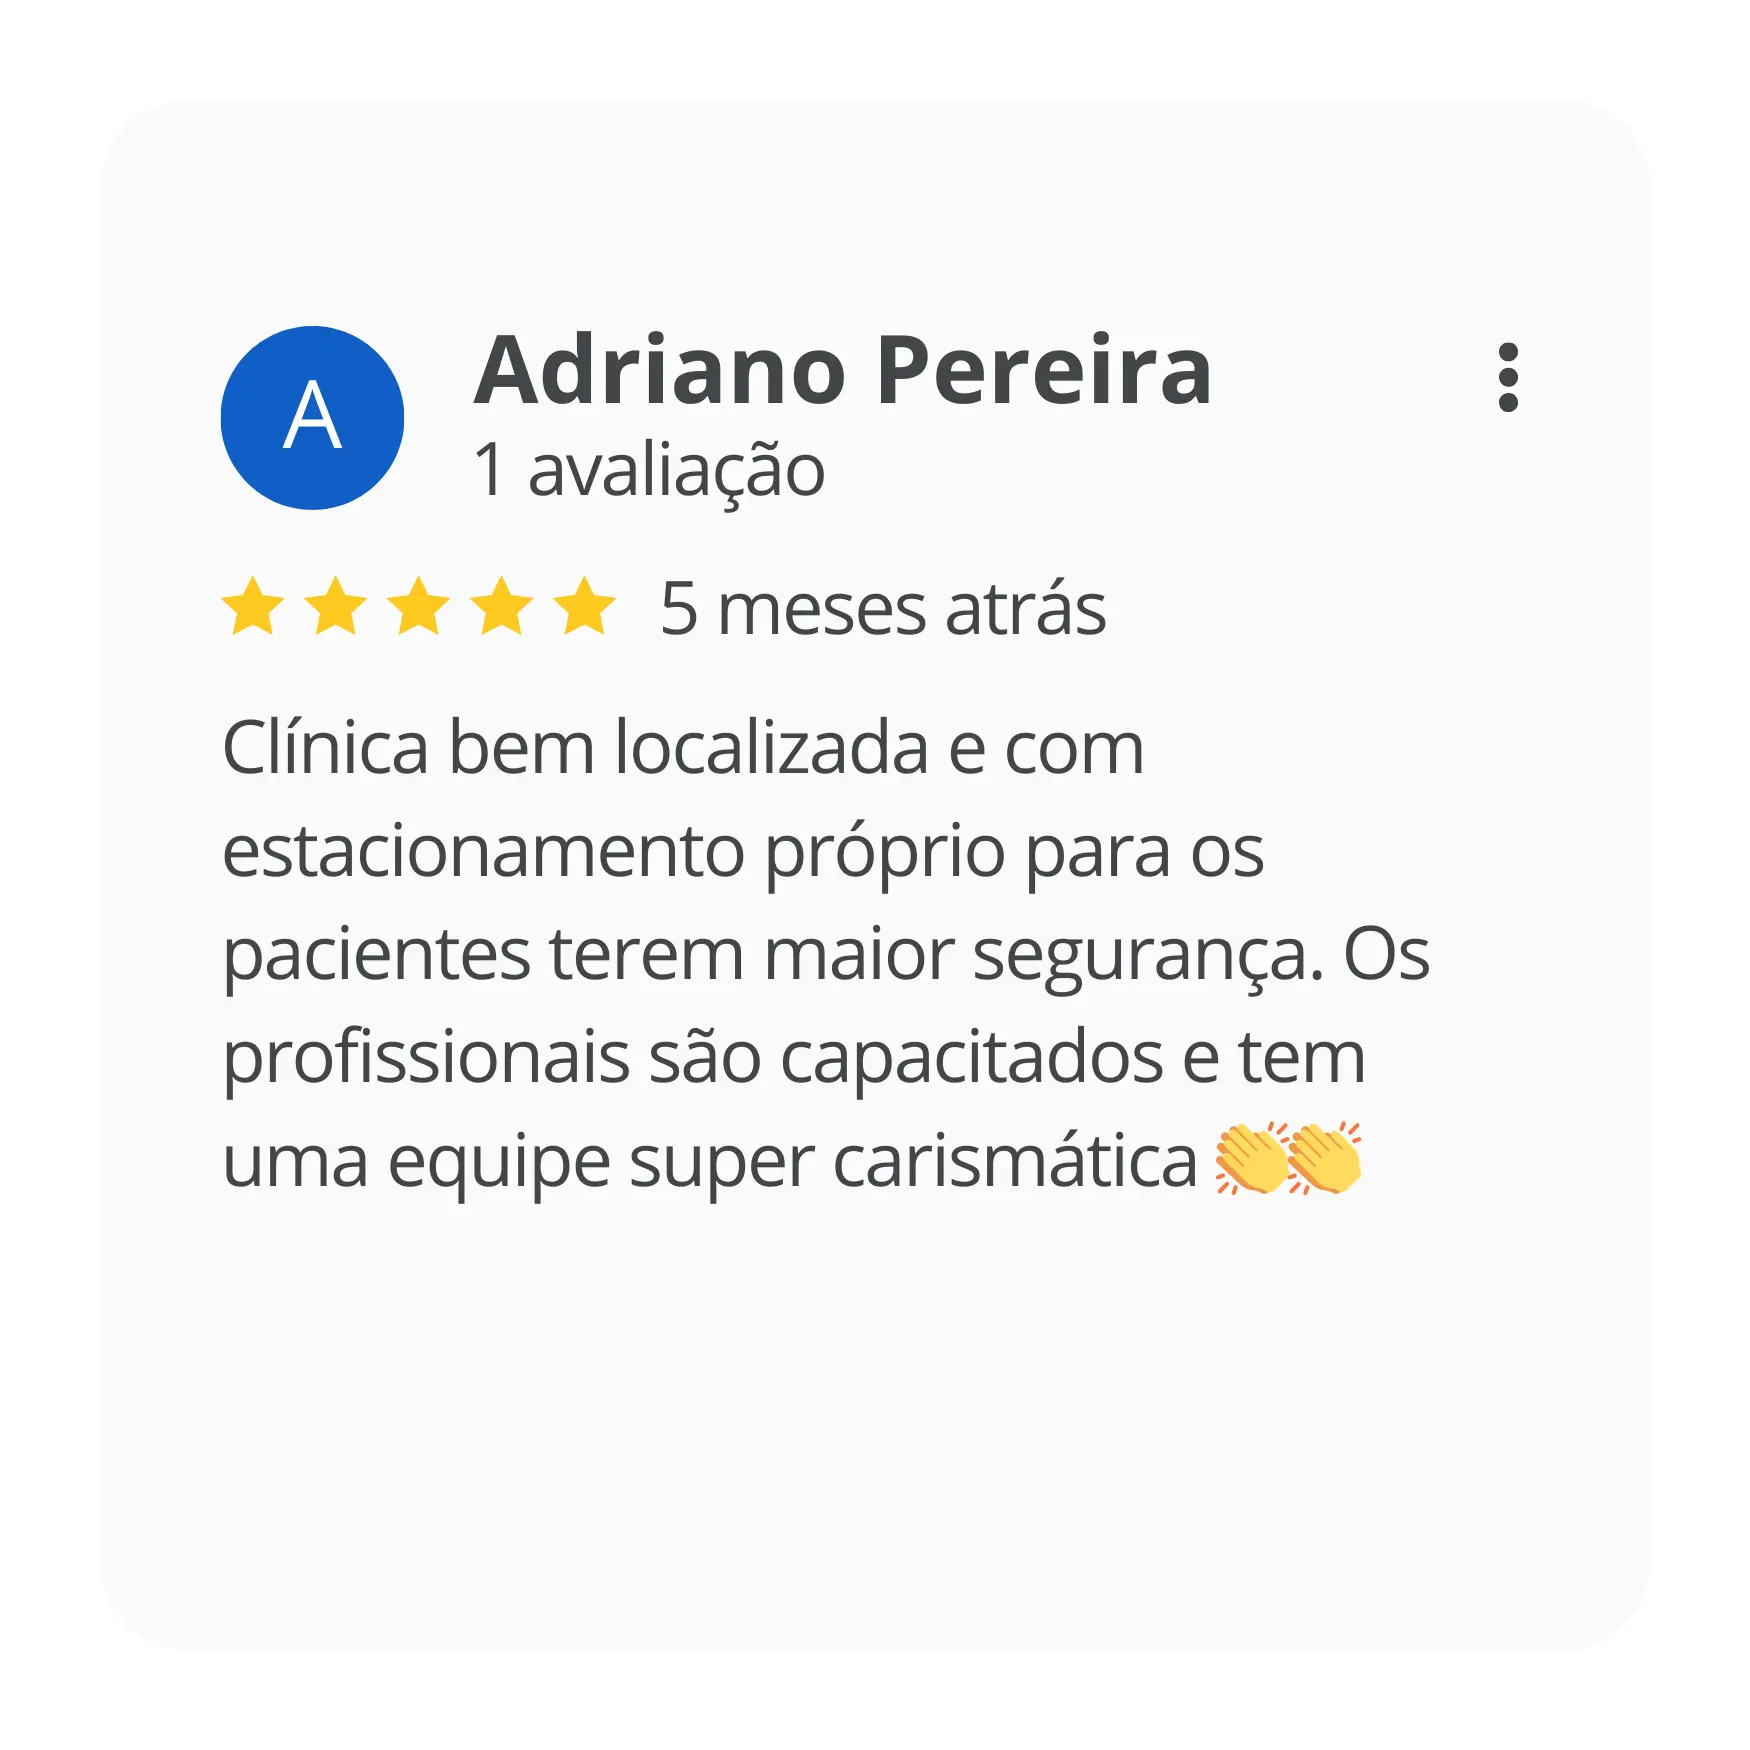 A
Adriano Pereira
1 avaliação
5 meses atrás
Clínica bem localizada e com
estacionamento próprio para os
pacientes terem maior segurança. Os
profissionais são capacitados e tem
uma equipe super carismática 👏👏